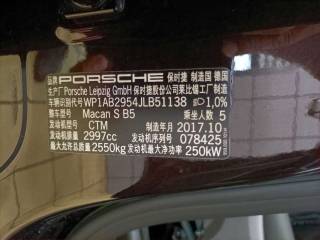 品牌 PORSCHE 保时捷 制造国 德国
生产厂 Porsche Leipzig GmbH 保时捷股份公司莱比锡工厂制造
车辆识别代号 WP1AB2954JLB51138 1,0%
整车型号 Macan S B5 乘坐人数 5
发动机型号 CTM 制造年月 2017.10
发动机排量 2997cc 发动机号 078425
最大允许总质量 2550kg 发动机最大净功率 250kW